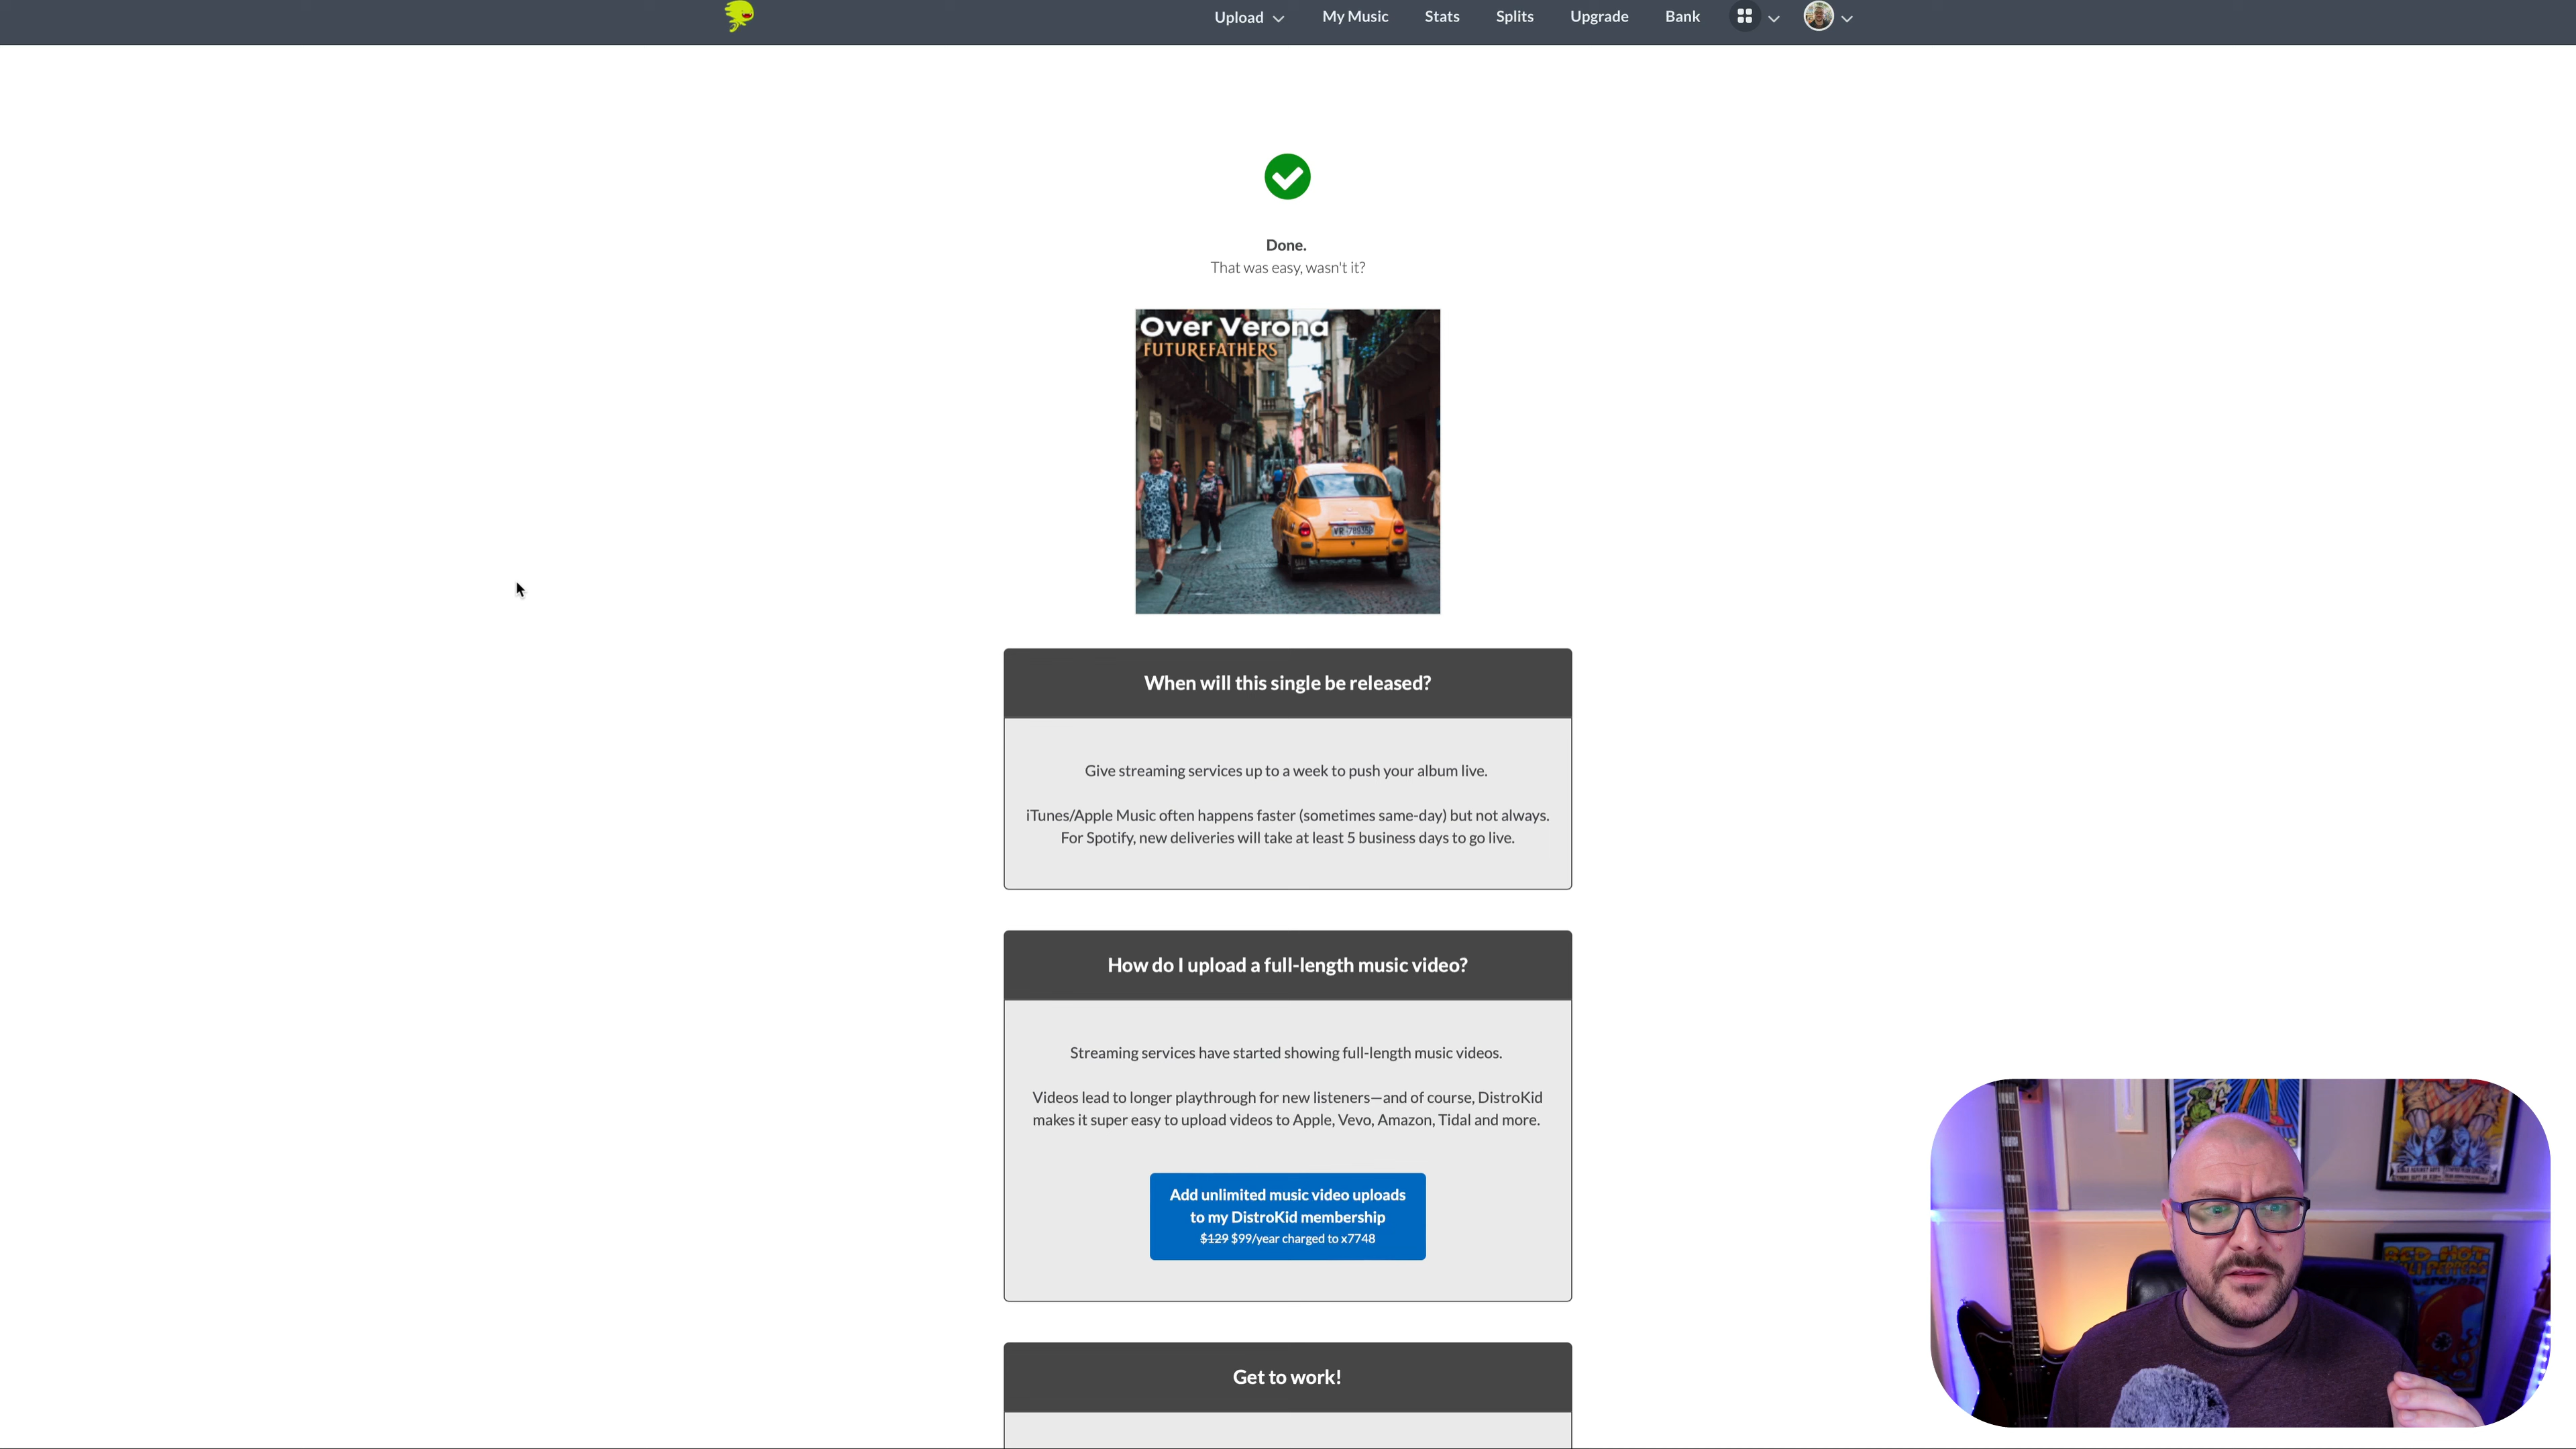 Upload
My Music
Stats
Splits
Upgrade
Bank
Done.
That was easy, wasn't it?
Over Verona
FUTUREFATHERS
When will this single be released?
Give streaming services up to a week to push your album live.
iTunes/Apple Music often happens faster (sometimes same-day) but not always.
For Spotify, new deliveries will take at least 5 business days to go live.
How do I upload a full-length music video?
Streaming services have started showing full-length music videos.
Videos lead to longer playthrough for new listeners—and of course, DistroKid
makes it super easy to upload videos to Apple, Vevo, Amazon, Tidal and more.
Add unlimited music video uploads
to my DistroKid membership
$129 $99/year charged to x7748
Get to work!
RED HOT